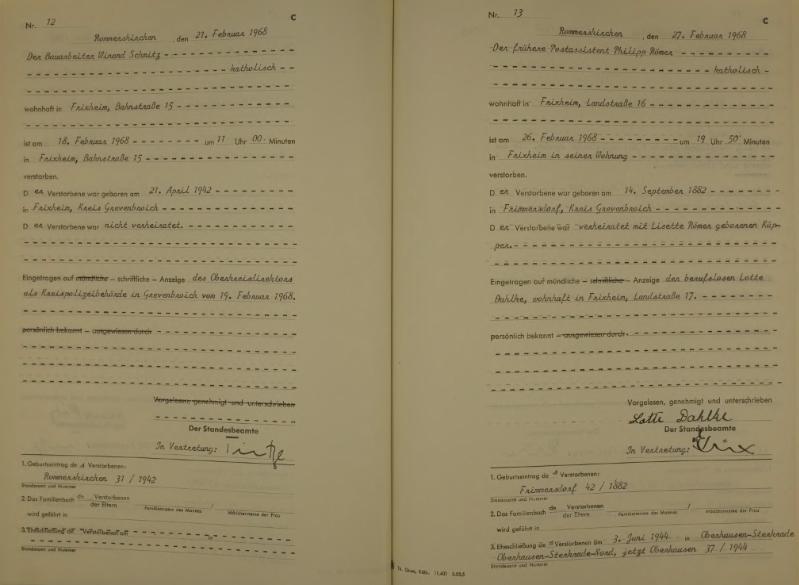 Nr. 12
C
Rommerskirchen, den 21. Februar 1968
Der Bauarbeiter Winand Schmitz
katholisch
wohnhaft in Frixheim, Bahnstraße 15
ist am 18. Februar 1968 um 11 Uhr 00 Minuten
in Frixheim, Bahnstraße 15
verstorben.
D er Verstorbene war geboren am 21. April 1942
in Frixheim, Kreis Grevenbroich
D er Verstorbene war nicht verheiratet.
Eingetragen auf mündliche – schriftliche – Anzeige des Oberkreisdirektors
als Kreispolizeibehörde in Grevenbroich vom 19. Februar 1968.
persönlich bekannt – ausgewiesen durch
Vorgelesen, genehmigt und unterschrieben
Der Standesbeamte
In Vertretung:
1. Geburtseintrag de s Verstorbenen:
Rommerskirchen 31 / 1942
Standesamt und Nummer
2. Das Familienbuch de Verstorbenen
der Eltern
Familienname des Mannes / Mädchenname der Frau
wird geführt in
3. Eheschließung de Verstorbenen am in
Standesamt und Nummer
Nr. 13
C
Rommerskirchen, den 27. Februar 1968
Der frühere Postassistent Philipp Römer
katholisch
wohnhaft in Frixheim, Landstraße 16
ist am 26. Februar 1968 um 19 Uhr 50 Minuten
in Frixheim in seiner Wohnung
verstorben.
D er Verstorbene war geboren am 14. September 1882
in Frimmersdorf, Kreis Grevenbroich
D er Verstorbene war verheiratet mit Lisette Römer geborenen Küp-
per.
Eingetragen auf mündliche – schriftliche – Anzeige der berufslosen Lotte
Dahlke, wohnhaft in Frixheim, Landstraße 17.
persönlich bekannt – ausgewiesen durch
Vorgelesen, genehmigt und unterschrieben
Lotte Dahlke
Der Standesbeamte
In Vertretung:
1. Geburtseintrag de s Verstorbenen:
Frimmersdorf 42 / 1882
Standesamt und Nummer
2. Das Familienbuch de Verstorbenen
der Eltern
Familienname des Mannes / Mädchenname der Frau
wird geführt in
3. Eheschließung de s Verstorbenen am 3. Juni 1944 in Oberhausen-Sterkrade
Oberhausen-Sterkrade-Nord, jetzt Oberhausen 37 / 1944
Standesamt und Nummer